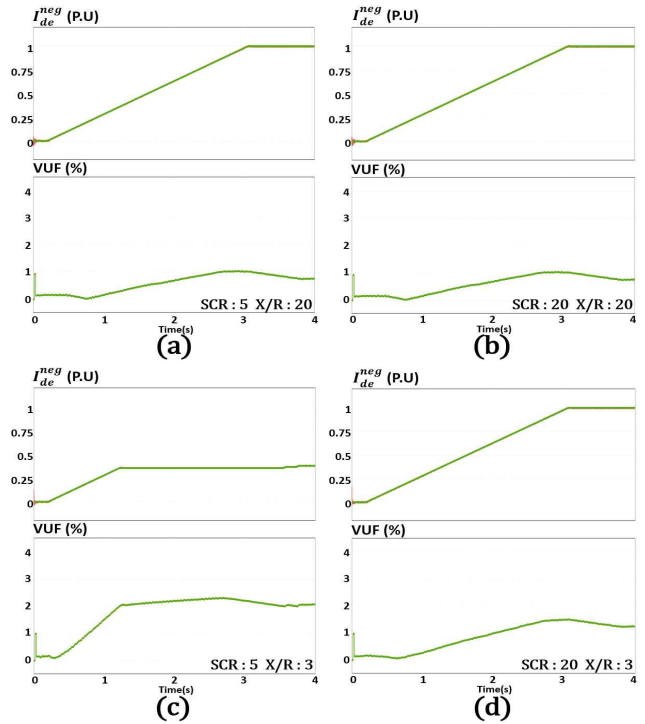 I_de^neg (P.U) I_de^neg (P.U)
1 1
0.75 0.75
0.5 0.5
0.25 0.25
0 0
VUF (%) VUF (%)
4 4
3 3
2 2
1 1
0 0
SCR : 5 X/R : 20 SCR : 20 X/R : 20
0 1 2 3 4 0 1 2 3 4
Time(s) Time(s)
(a) (b)
I_de^neg (P.U) I_de^neg (P.U)
1 1
0.75 0.75
0.5 0.5
0.25 0.25
0 0
VUF (%) VUF (%)
4 4
3 3
2 2
1 1
0 0
SCR : 5 X/R : 3 SCR : 20 X/R : 3
0 1 2 3 4 0 1 2 3 4
Time(s) Time(s)
(c) (d)